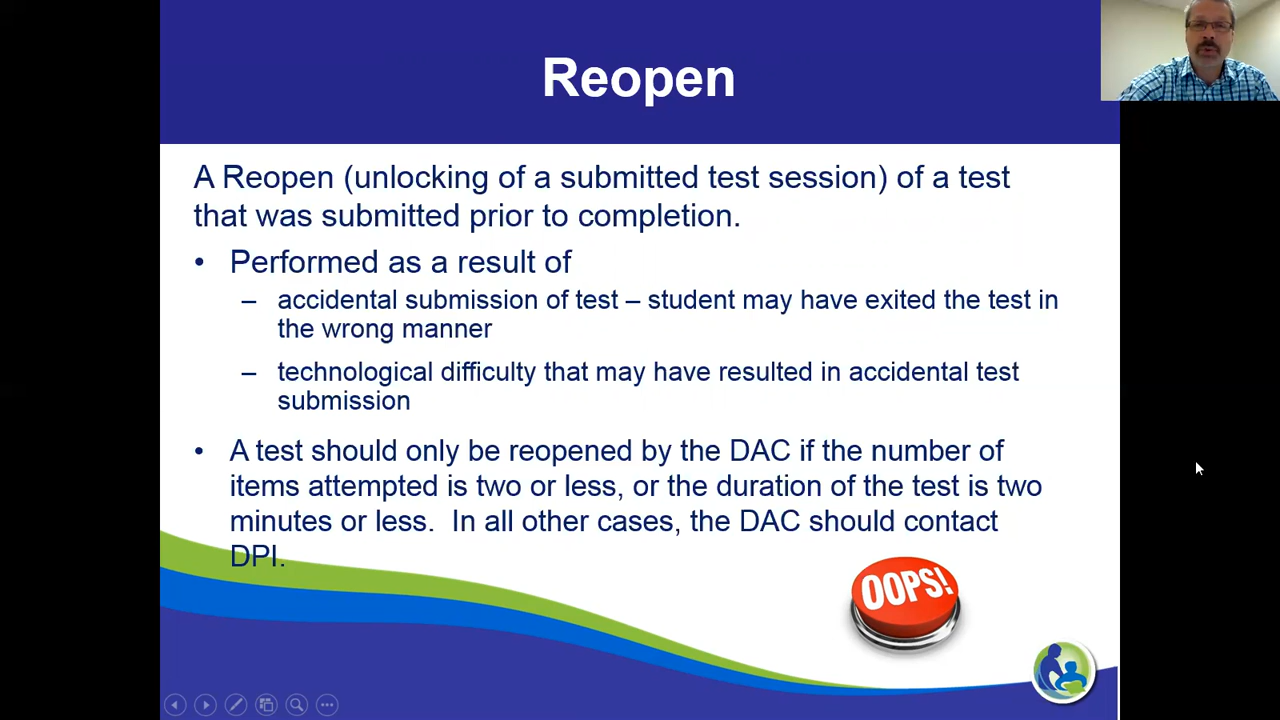 Reopen
A Reopen (unlocking of a submitted test session) of a test
that was submitted prior to completion.
• Performed as a result of
– accidental submission of test – student may have exited the test in
the wrong manner
– technological difficulty that may have resulted in accidental test
submission
• A test should only be reopened by the DAC if the number of
items attempted is two or less, or the duration of the test is two
minutes or less.  In all other cases, the DAC should contact
DPI.
OOPS!